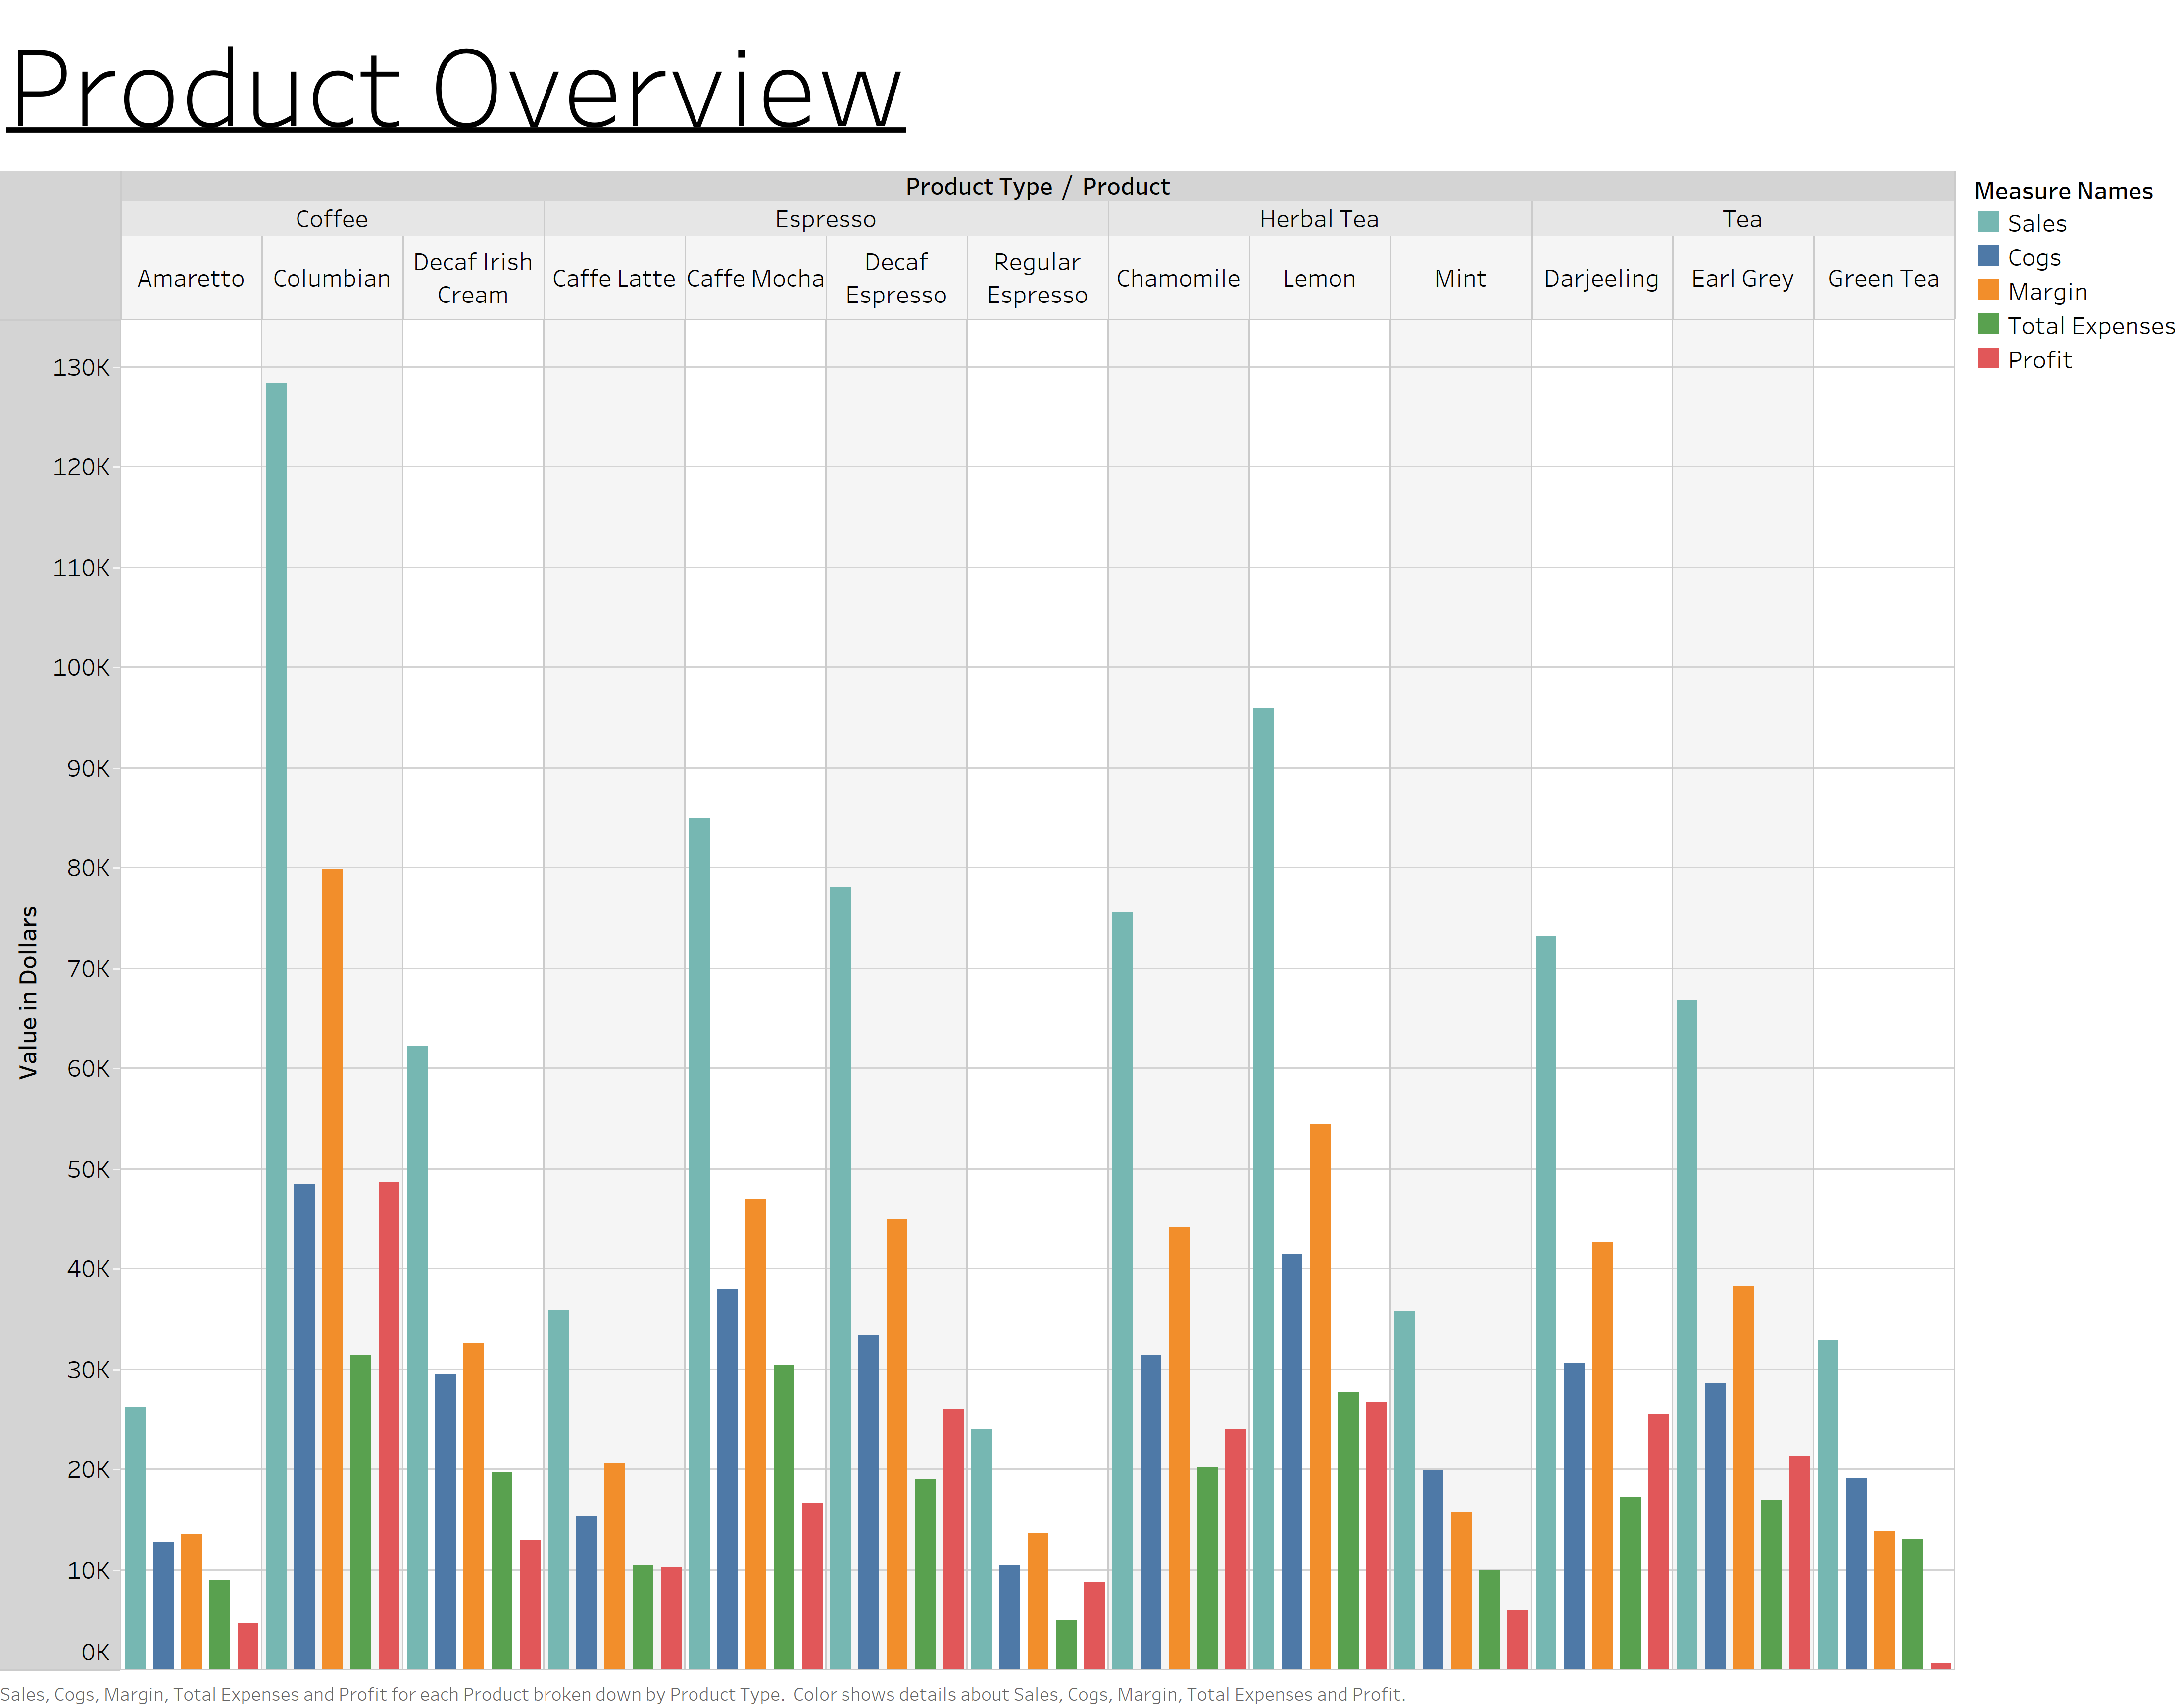 Product Overview
Product Type / Product
Measure Names
Coffee
Espresso
Herbal Tea
Tea
Sales
Cogs
Margin
Total Expenses
Profit
Amaretto
Columbian
Decaf Irish
Cream
Caffe Latte
Caffe Mocha
Decaf
Espresso
Regular
Espresso
Chamomile
Lemon
Mint
Darjeeling
Earl Grey
Green Tea
130K
120K
110K
100K
90K
80K
70K
60K
50K
40K
30K
20K
10K
0K
Value in Dollars
Sales, Cogs, Margin, Total Expenses and Profit for each Product broken down by Product Type.  Color shows details about Sales, Cogs, Margin, Total Expenses and Profit.